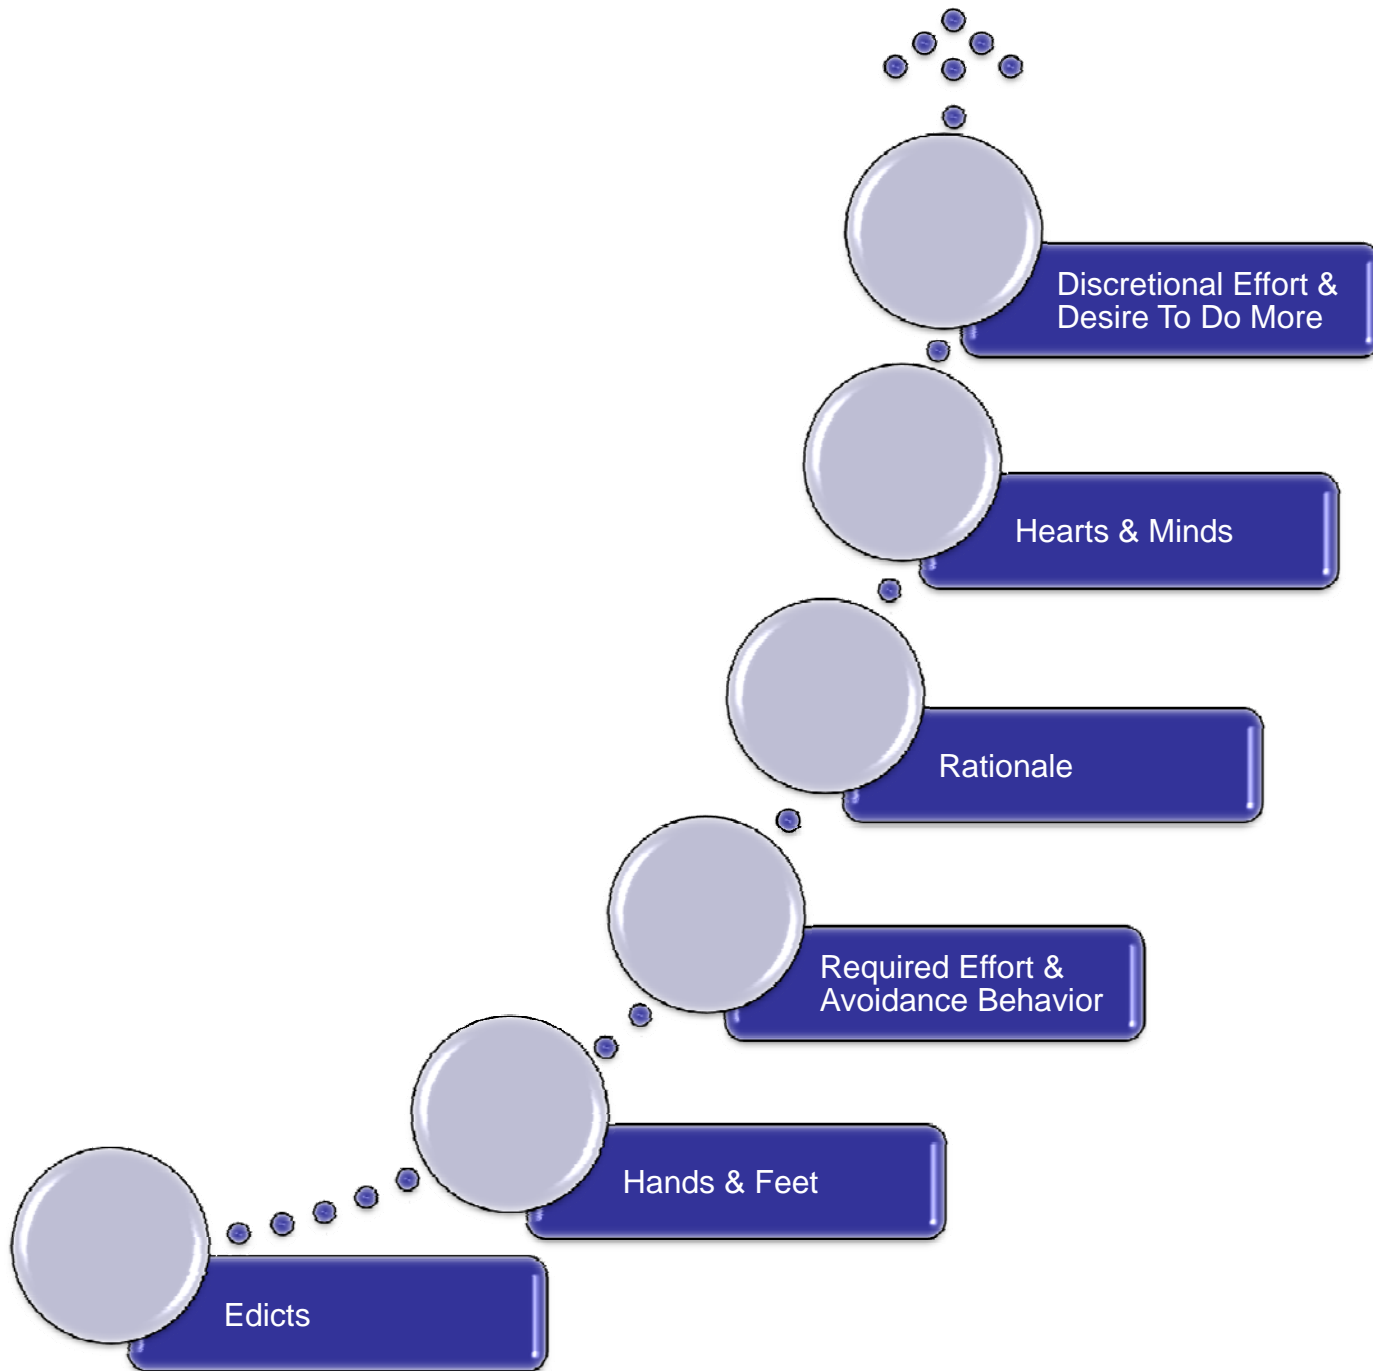 Discretional Effort &
Desire To Do More
Hearts & Minds
Rationale
Required Effort &
Avoidance Behavior
Hands & Feet
Edicts